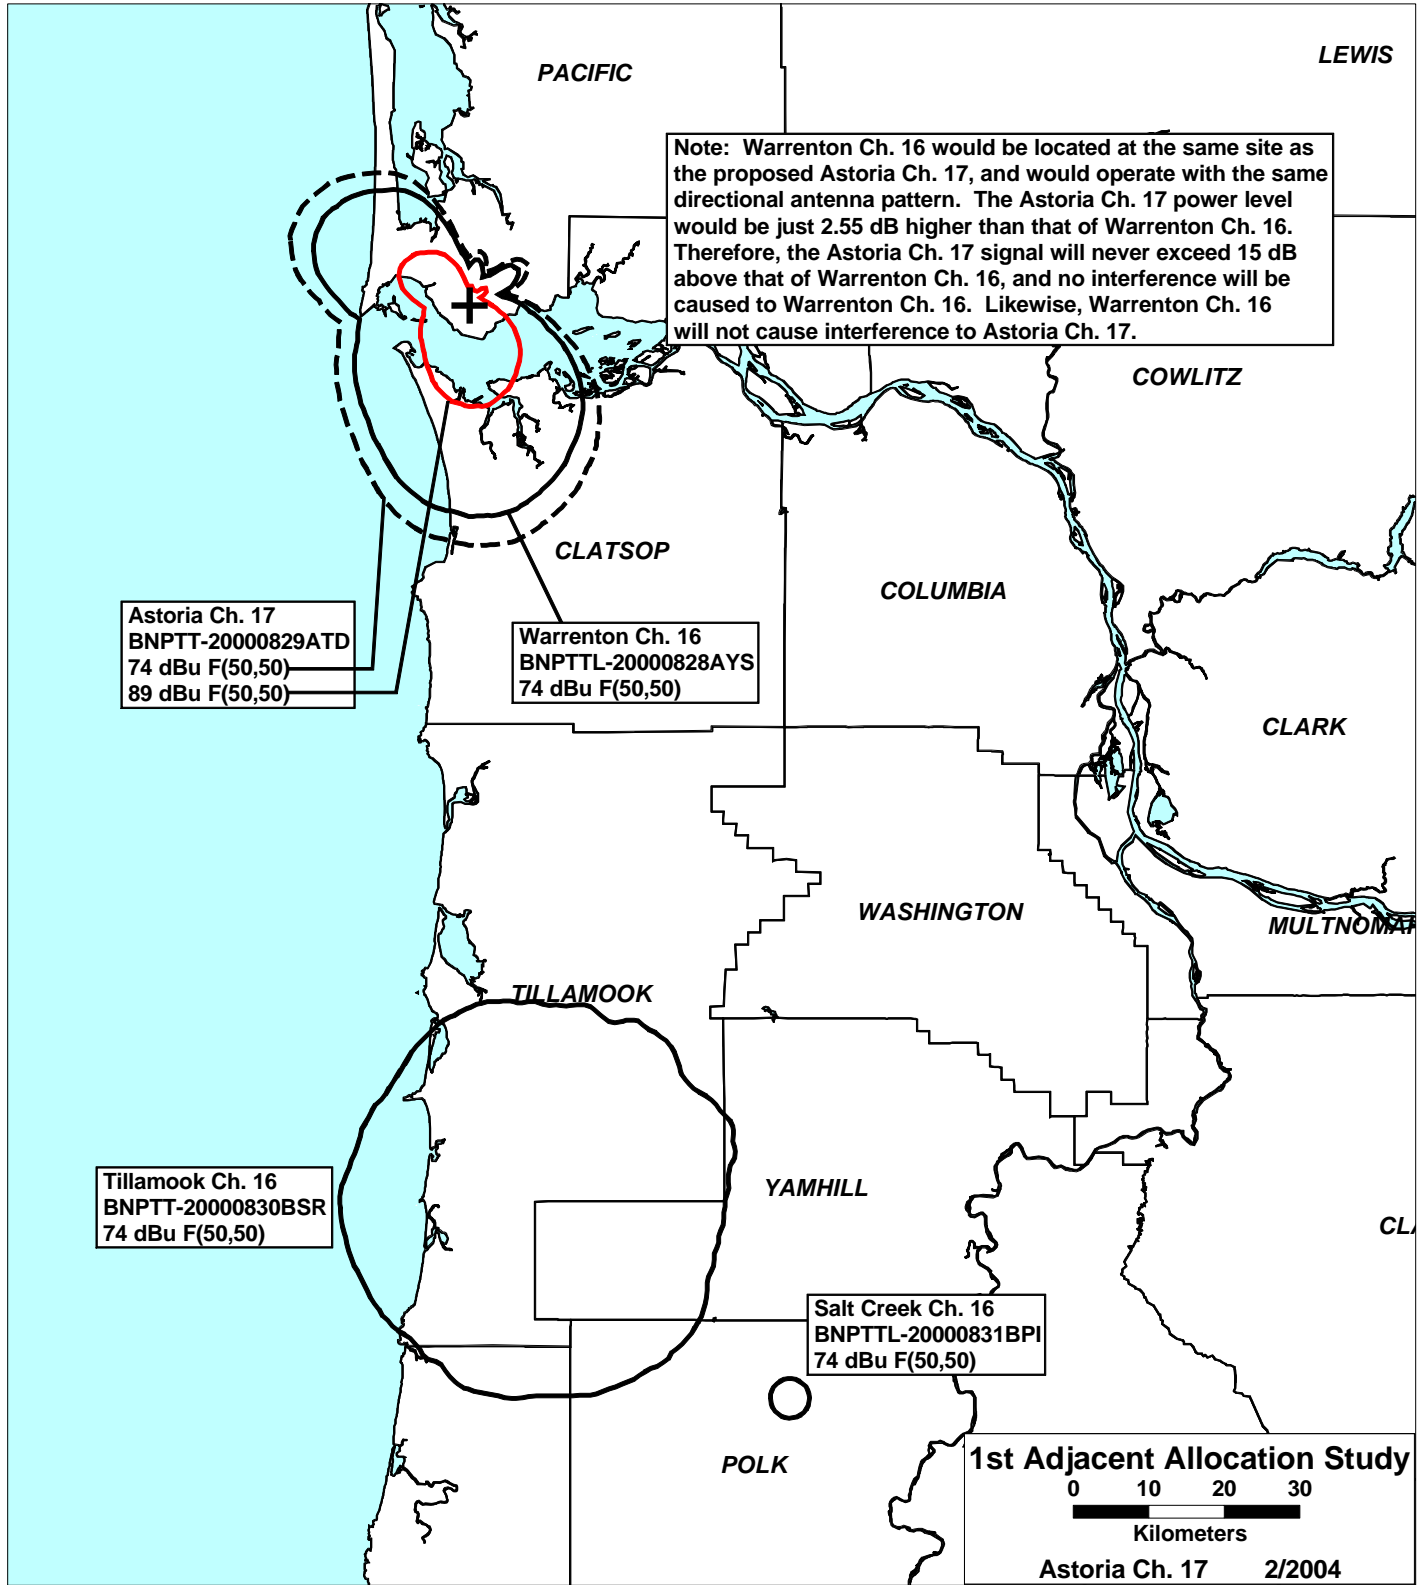 PACIFIC
LEWIS
Note: Warrenton Ch. 16 would be located at the same site as
the proposed Astoria Ch. 17, and would operate with the same
directional antenna pattern. The Astoria Ch. 17 power level
would be just 2.55 dB higher than that of Warrenton Ch. 16.
Therefore, the Astoria Ch. 17 signal will never exceed 15 dB
above that of Warrenton Ch. 16, and no interference will be
caused to Warrenton Ch. 16. Likewise, Warrenton Ch. 16
will not cause interference to Astoria Ch. 17.
COWLITZ
CLATSOP
COLUMBIA
Astoria Ch. 17
BNPTT-20000829ATD
74 dBu F(50,50)
89 dBu F(50,50)
Warrenton Ch. 16
BNPTTL-20000828AYS
74 dBu F(50,50)
CLARK
WASHINGTON
MULTNOMAH
TILLAMOOK
Tillamook Ch. 16
BNPTT-20000830BSR
74 dBu F(50,50)
YAMHILL
CLA
Salt Creek Ch. 16
BNPTTL-20000831BPI
74 dBu F(50,50)
POLK
1st Adjacent Allocation Study
0 10 20 30
Kilometers
Astoria Ch. 17 2/2004